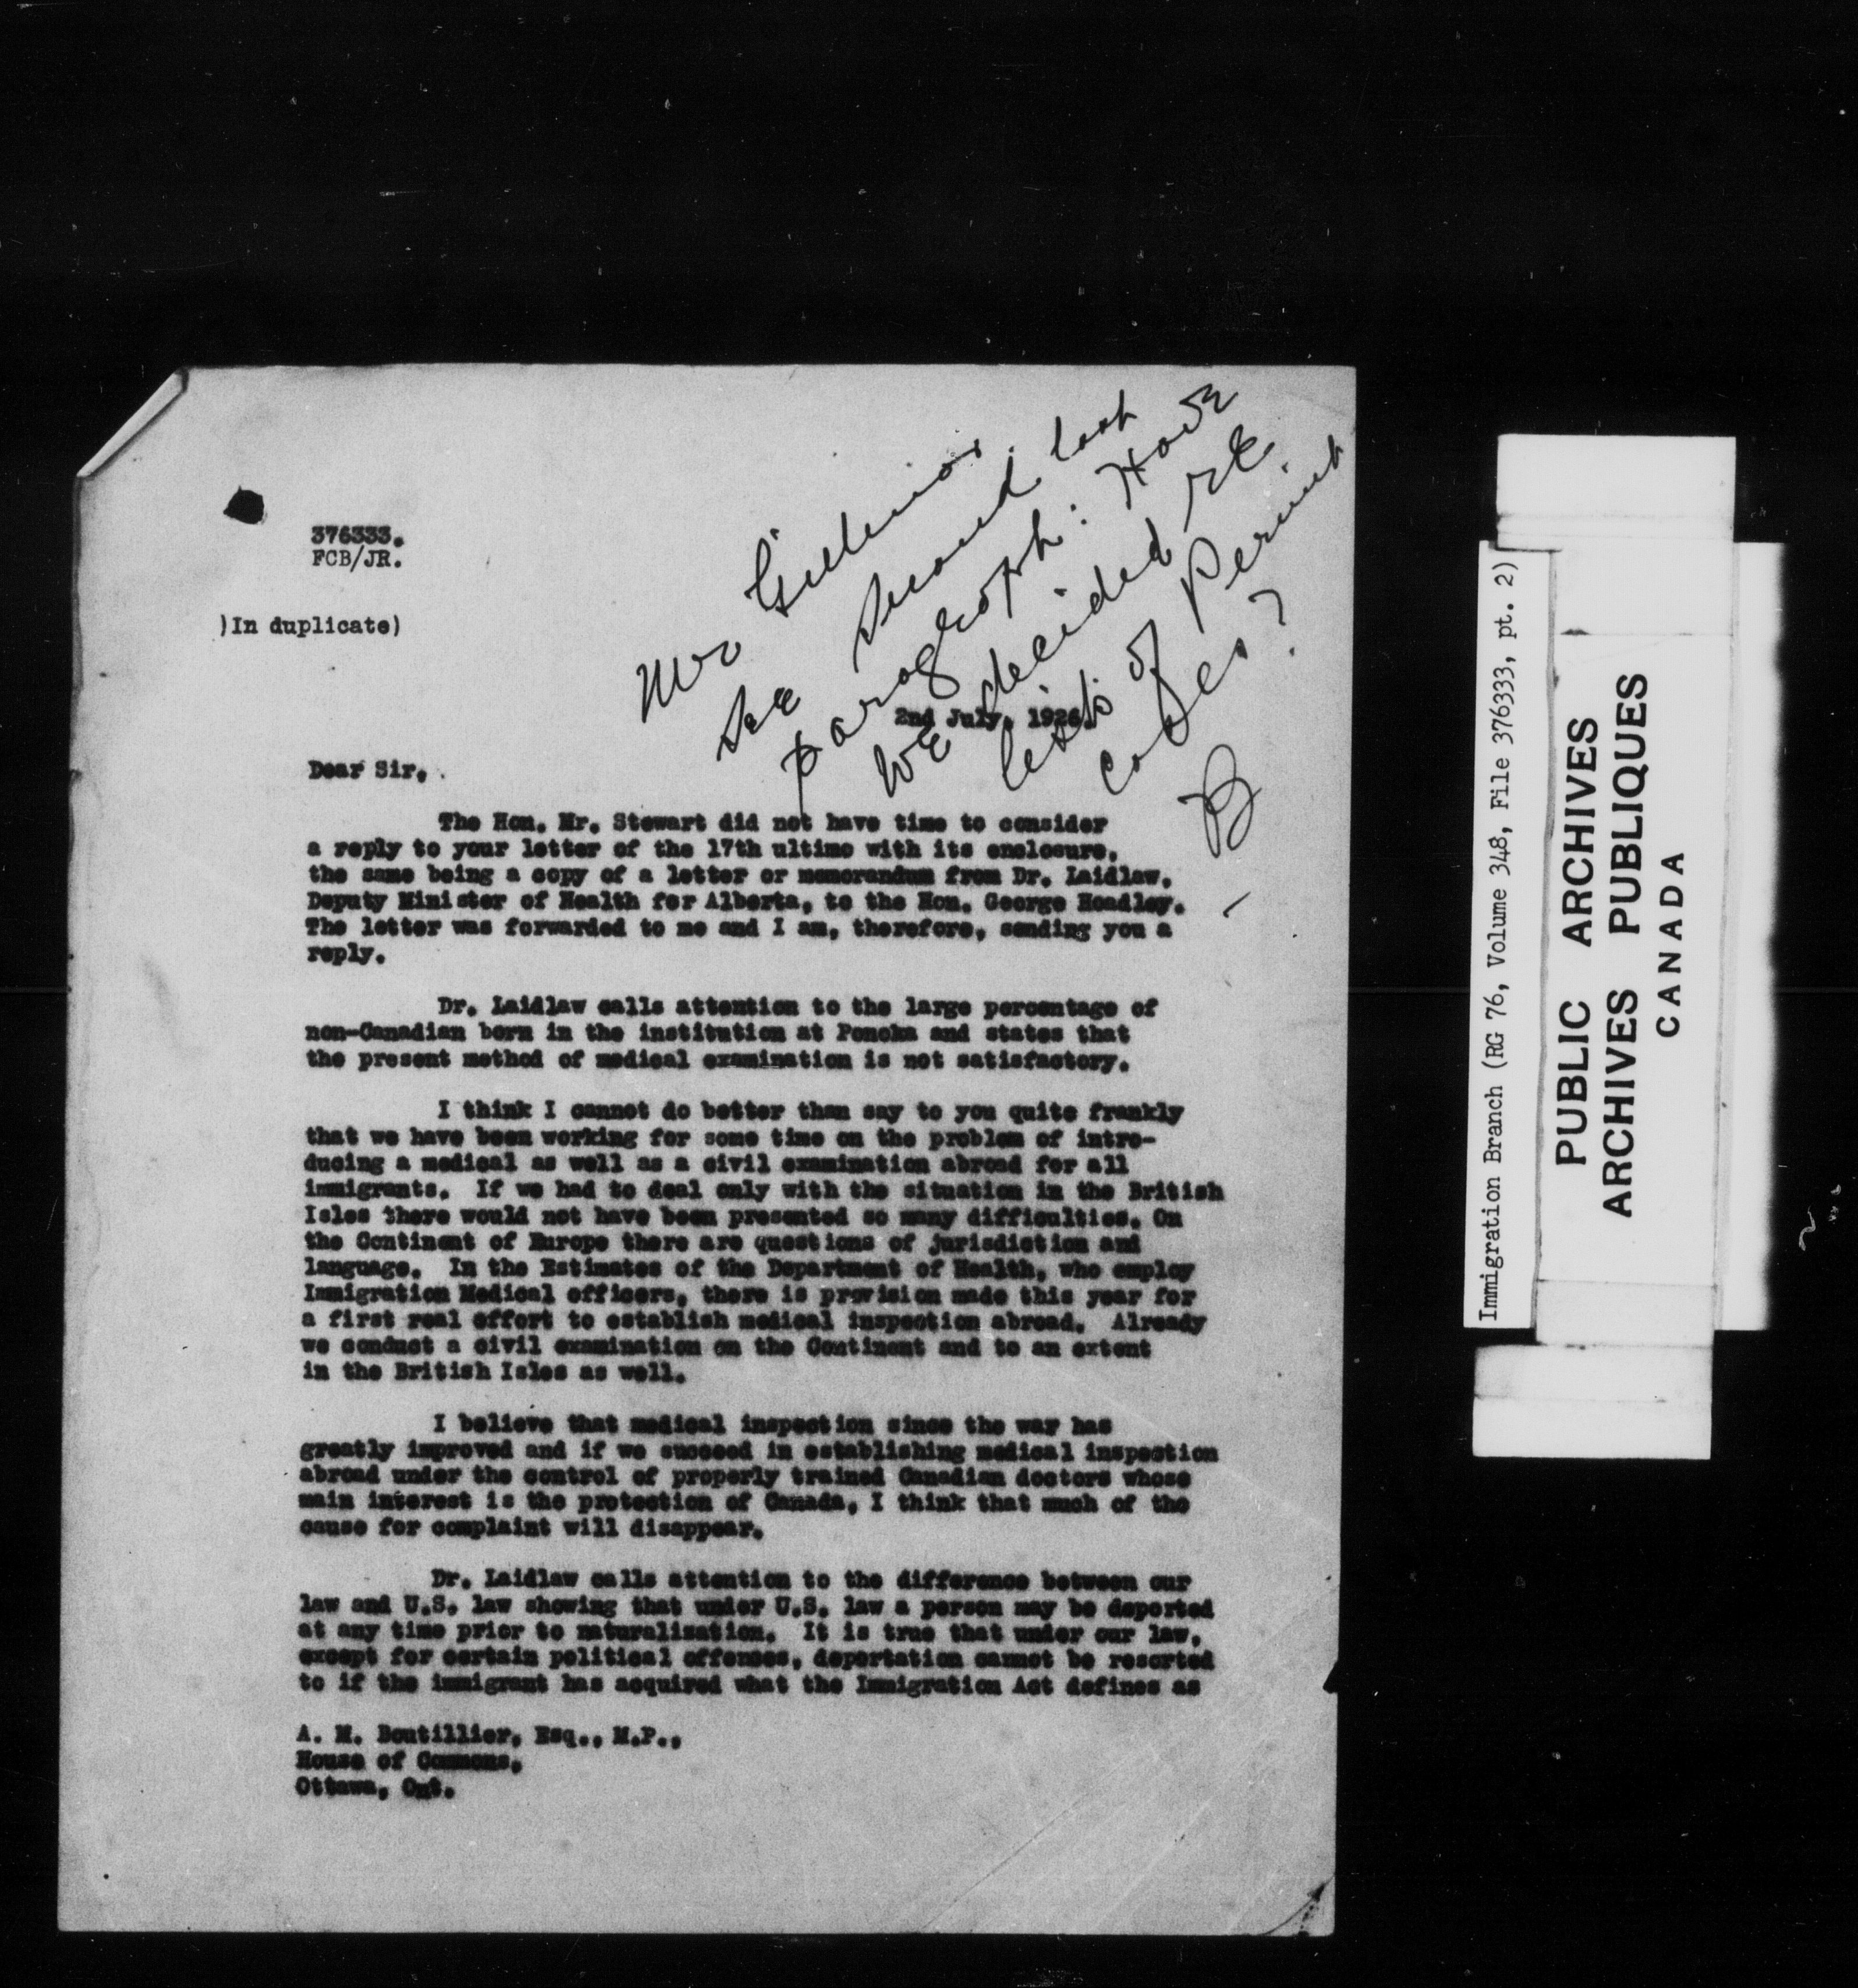 376333.
FCB/JR.
)In duplicate)
Mr
See second last
paragraph. Have
we decided re
lists of Permit
cases?
B
2nd July, 1926.
Dear Sir,
The Hon. Mr. Stewart did not have time to consider
a reply to your letter of the 17th ultimo with its enclosure,
the same being a copy of a letter or memorandum from Dr. Laidlaw,
Deputy Minister of Health for Alberta, to the Hon. George Hoadley.
The letter was forwarded to me and I am, therefore, sending you a
reply.
Dr. Laidlaw calls attention to the large percentage of
non-Canadian born in the institution at Ponoka and states that
the present method of medical examination is not satisfactory.
I think I cannot do better than say to you quite frankly
that we have been working for some time on the problem of intro-
ducing a medical as well as a civil examination abroad for all
immigrants. If we had to deal only with the situation in the British
Isles there would not have been presented so many difficulties. On
the Continent of Europe there are questions of jurisdiction and
language. In the Estimates of the Department of Health, who employ
Immigration Medical officers, there is provision made this year for
a first real effort to establish medical inspection abroad. Already
we conduct a civil examination on the Continent and to an extent
in the British Isles as well.
I believe that medical inspection since the war has
greatly improved and if we succeed in establishing medical inspection
abroad under the control of properly trained Canadian doctors whose
main interest is the protection of Canada, I think that much of the
cause for complaint will disappear.
Dr. Laidlaw calls attention to the difference between our
law and U.S. law showing that under U.S. law a person may be deported
at any time prior to naturalization. It is true that under our law,
except for certain political offenses, deportation cannot be resorted
to if the immigrant has acquired what the Immigration Act defines as
A. M. Boutillier, Esq., M.P.,
House of Commons,
Ottawa, Ont.
Immigration Branch (RG 76, Volume 348, File 376333, pt. 2)
PUBLIC ARCHIVES
ARCHIVES PUBLIQUES
CANADA